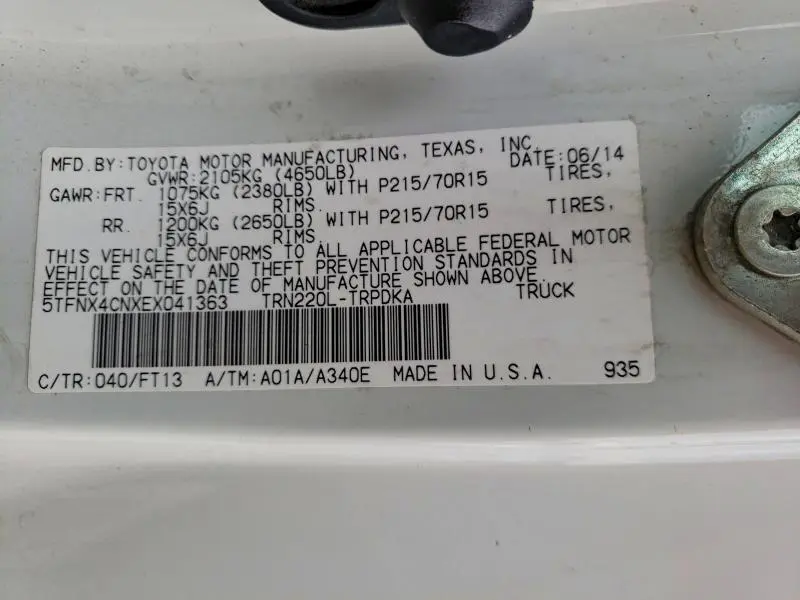 MFD.BY:TOYOTA MOTOR MANUFACTURING, TEXAS, INC.
GVWR:2105KG (4650LB) DATE:06/14
GAWR:FRT. 1075KG (2380LB) WITH P215/70R15 TIRES,
15X6J RIMS.
RR. 1200KG (2650LB) WITH P215/70R15 TIRES,
15X6J RIMS.
THIS VEHICLE CONFORMS TO ALL APPLICABLE FEDERAL MOTOR
VEHICLE SAFETY AND THEFT PREVENTION STANDARDS IN
EFFECT ON THE DATE OF MANUFACTURE SHOWN ABOVE.
5TFNX4CNXEX041363 TRN220L-TRPDKA TRUCK
C/TR:040/FT13 A/TM:A01A/A340E MADE IN U.S.A. 935